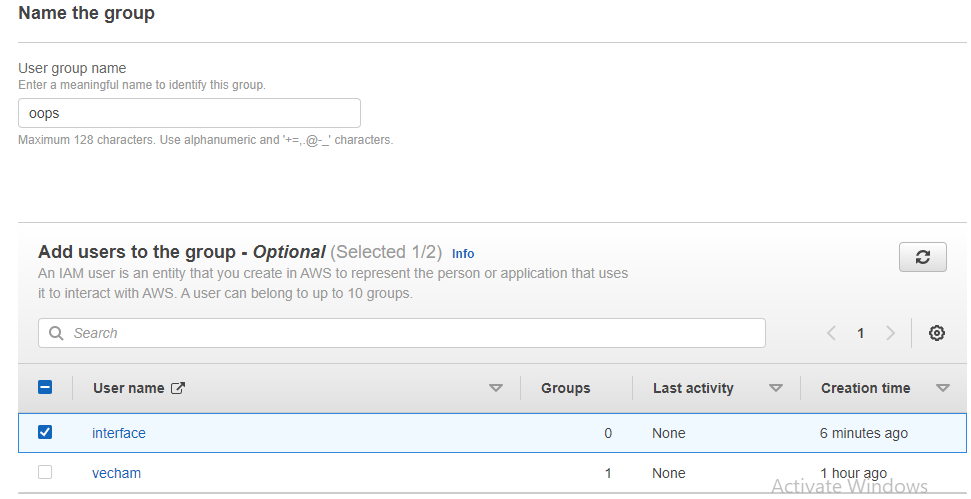 Name the group
User group name
Enter a meaningful name to identify this group.
oops
Maximum 128 characters. Use alphanumeric and '+=,.@-_' characters.
Add users to the group - Optional (Selected 1/2) Info
An IAM user is an entity that you create in AWS to represent the person or application that uses
it to interact with AWS. A user can belong to up to 10 groups.
Search
1
User name Groups Last activity Creation time
interface 0 None 6 minutes ago
vecham 1 None 1 hour ago
Activate Windows